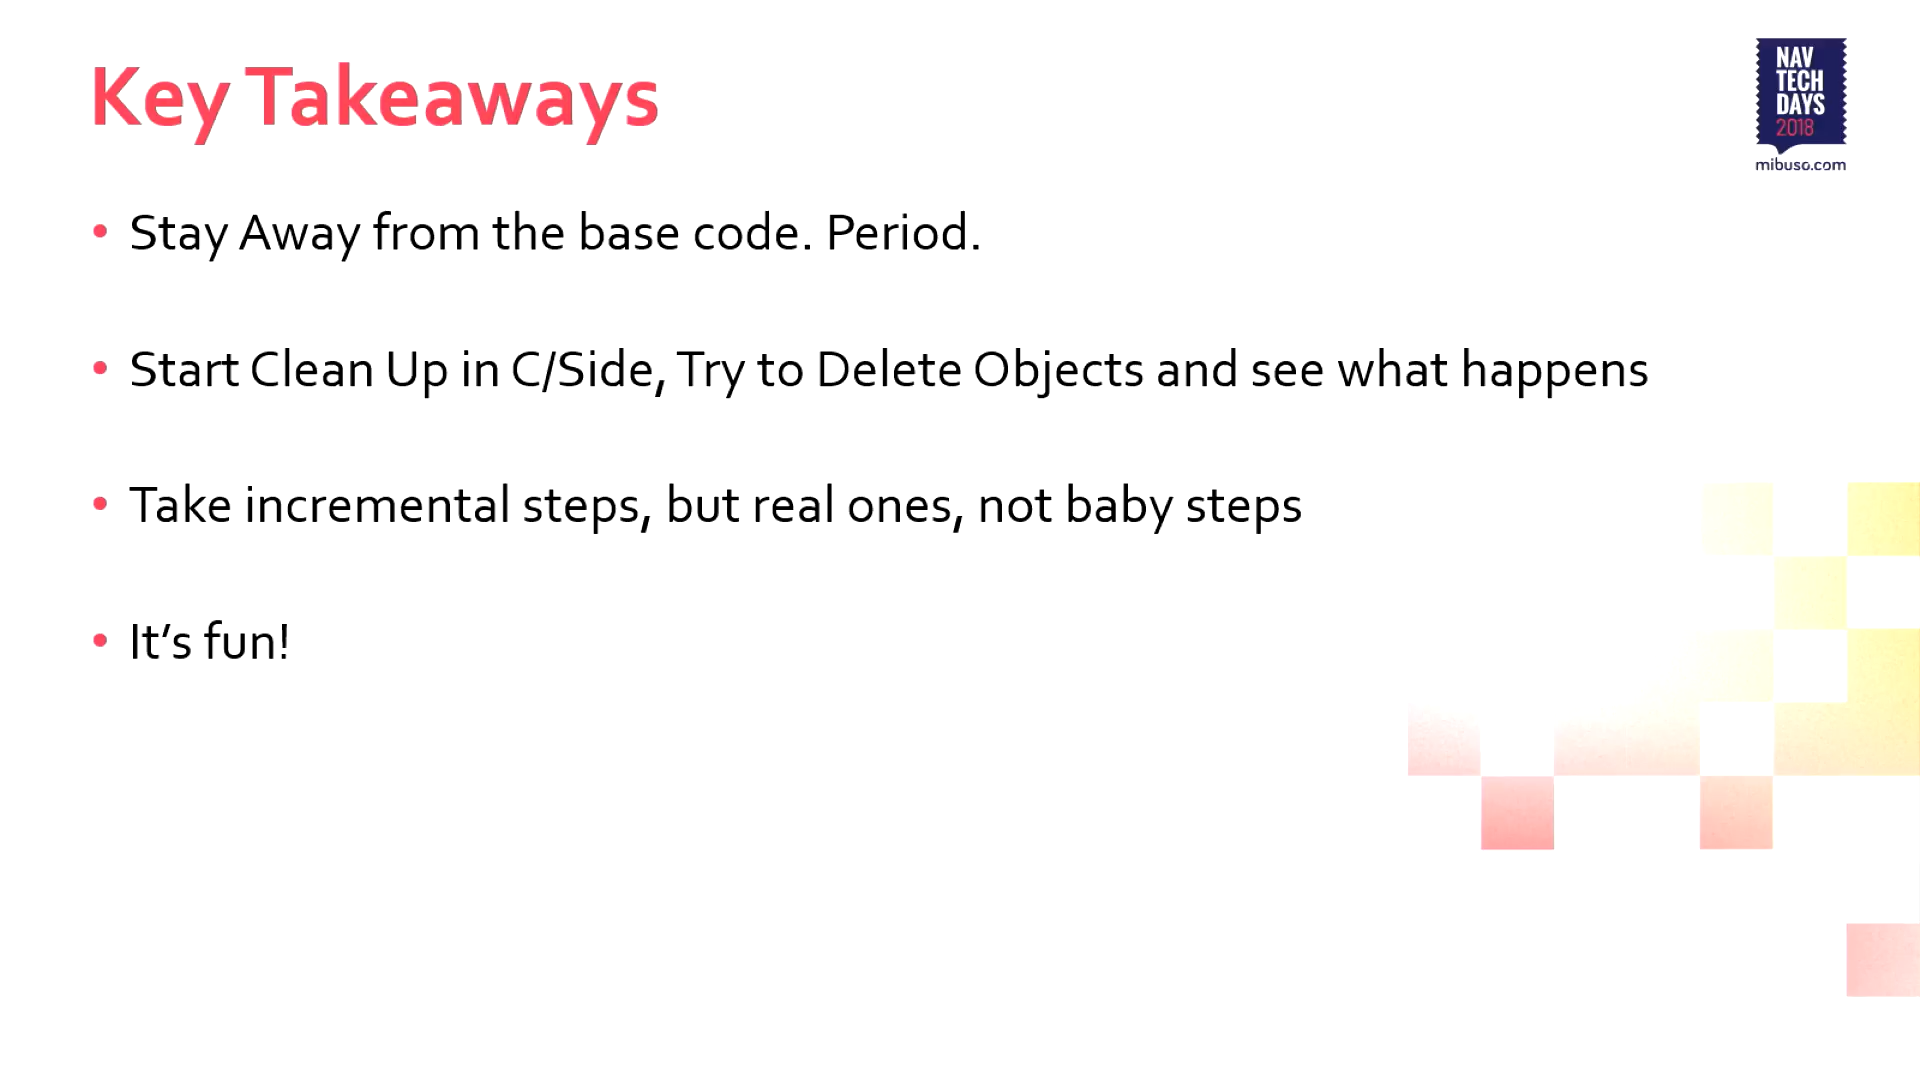 Key Takeaways
NAV
TECH
DAYS
2018
mibuso.com
• Stay Away from the base code. Period.
• Start Clean Up in C/Side, Try to Delete Objects and see what happens
• Take incremental steps, but real ones, not baby steps
• It’s fun!